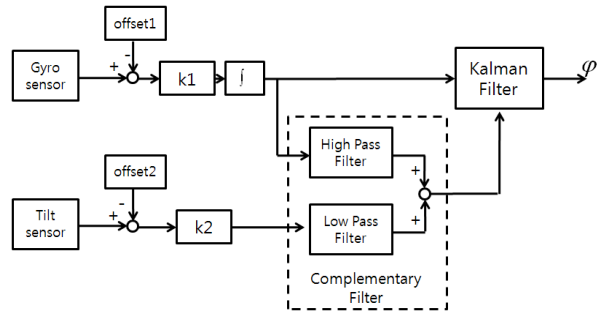 offset1
-
+
Gyro
sensor
k1
∫
Kalman
Filter
φ
High Pass
Filter
+
offset2
-
+
Tilt
sensor
k2
Low Pass
Filter
+
Complementary
Filter